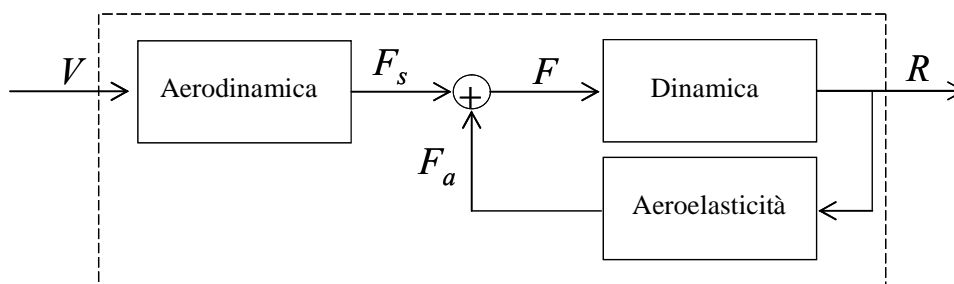 V
Aerodinamica
F_s
+
F
Dinamica
R
F_a
Aeroelasticità